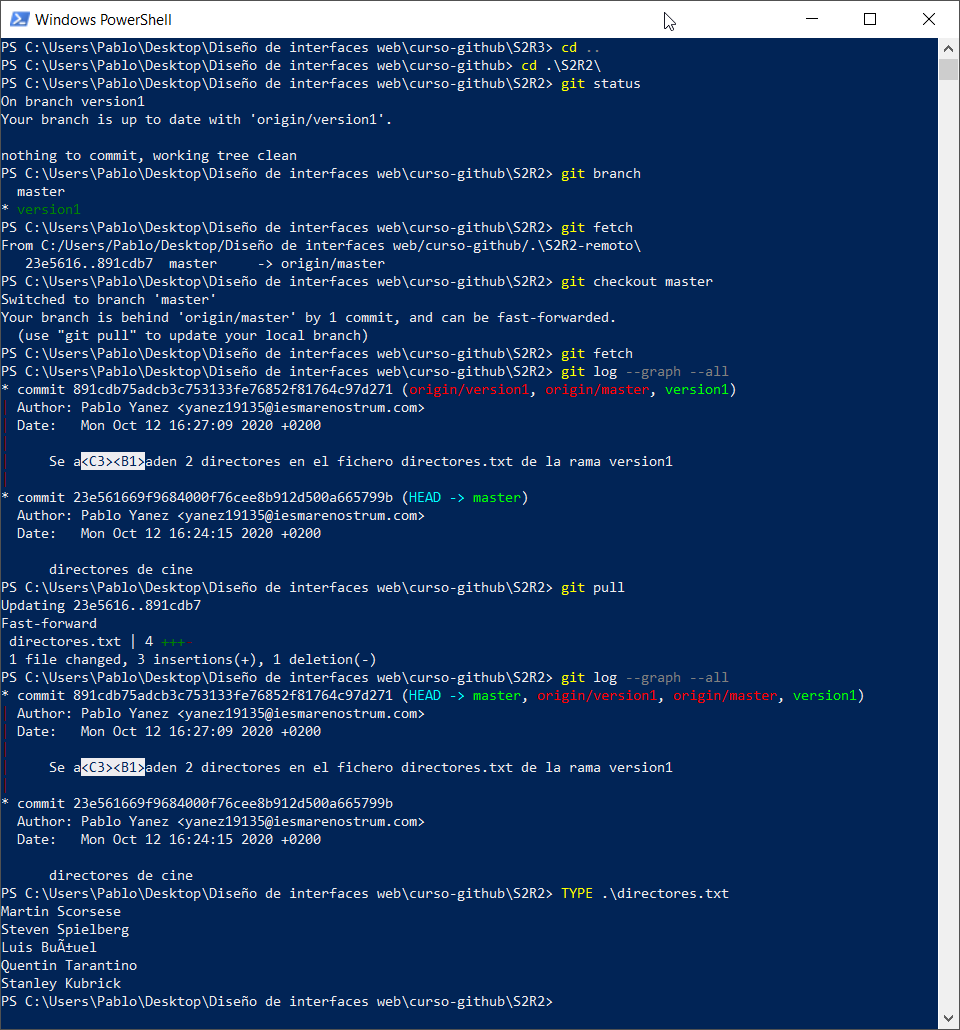 Windows PowerShell
PS C:\Users\Pablo\Desktop\Diseño de interfaces web\curso-github\S2R3> cd ..
PS C:\Users\Pablo\Desktop\Diseño de interfaces web\curso-github> cd .\S2R2\
PS C:\Users\Pablo\Desktop\Diseño de interfaces web\curso-github\S2R2> git status
On branch version1
Your branch is up to date with 'origin/version1'.

nothing to commit, working tree clean
PS C:\Users\Pablo\Desktop\Diseño de interfaces web\curso-github\S2R2> git branch
  master
* version1
PS C:\Users\Pablo\Desktop\Diseño de interfaces web\curso-github\S2R2> git fetch
From C:/Users/Pablo/Desktop/Diseño de interfaces web/curso-github/.\S2R2-remoto\
   23e5616..891cdb7  master     -> origin/master
PS C:\Users\Pablo\Desktop\Diseño de interfaces web\curso-github\S2R2> git checkout master
Switched to branch 'master'
Your branch is behind 'origin/master' by 1 commit, and can be fast-forwarded.
  (use "git pull" to update your local branch)
PS C:\Users\Pablo\Desktop\Diseño de interfaces web\curso-github\S2R2> git fetch
PS C:\Users\Pablo\Desktop\Diseño de interfaces web\curso-github\S2R2> git log --graph --all
* commit 891cdb75adcb3c753133fe76852f81764c97d271 (origin/version1, origin/master, version1)
| Author: Pablo Yanez <yanez19135@iesmarenostrum.com>
| Date:   Mon Oct 12 16:27:09 2020 +0200
|
|     Se a<C3><B1>aden 2 directores en el fichero directores.txt de la rama version1
|
* commit 23e561669f9684000f76cee8b912d500a665799b (HEAD -> master)
  Author: Pablo Yanez <yanez19135@iesmarenostrum.com>
  Date:   Mon Oct 12 16:24:15 2020 +0200

      directores de cine
PS C:\Users\Pablo\Desktop\Diseño de interfaces web\curso-github\S2R2> git pull
Updating 23e5616..891cdb7
Fast-forward
 directores.txt | 4 +++-
 1 file changed, 3 insertions(+), 1 deletion(-)
PS C:\Users\Pablo\Desktop\Diseño de interfaces web\curso-github\S2R2> git log --graph --all
* commit 891cdb75adcb3c753133fe76852f81764c97d271 (HEAD -> master, origin/version1, origin/master, version1)
| Author: Pablo Yanez <yanez19135@iesmarenostrum.com>
| Date:   Mon Oct 12 16:27:09 2020 +0200
|
|     Se a<C3><B1>aden 2 directores en el fichero directores.txt de la rama version1
|
* commit 23e561669f9684000f76cee8b912d500a665799b
  Author: Pablo Yanez <yanez19135@iesmarenostrum.com>
  Date:   Mon Oct 12 16:24:15 2020 +0200

      directores de cine
PS C:\Users\Pablo\Desktop\Diseño de interfaces web\curso-github\S2R2> TYPE .\directores.txt
Martin Scorsese
Steven Spielberg
Luis BuÃ±uel
Quentin Tarantino
Stanley Kubrick
PS C:\Users\Pablo\Desktop\Diseño de interfaces web\curso-github\S2R2>